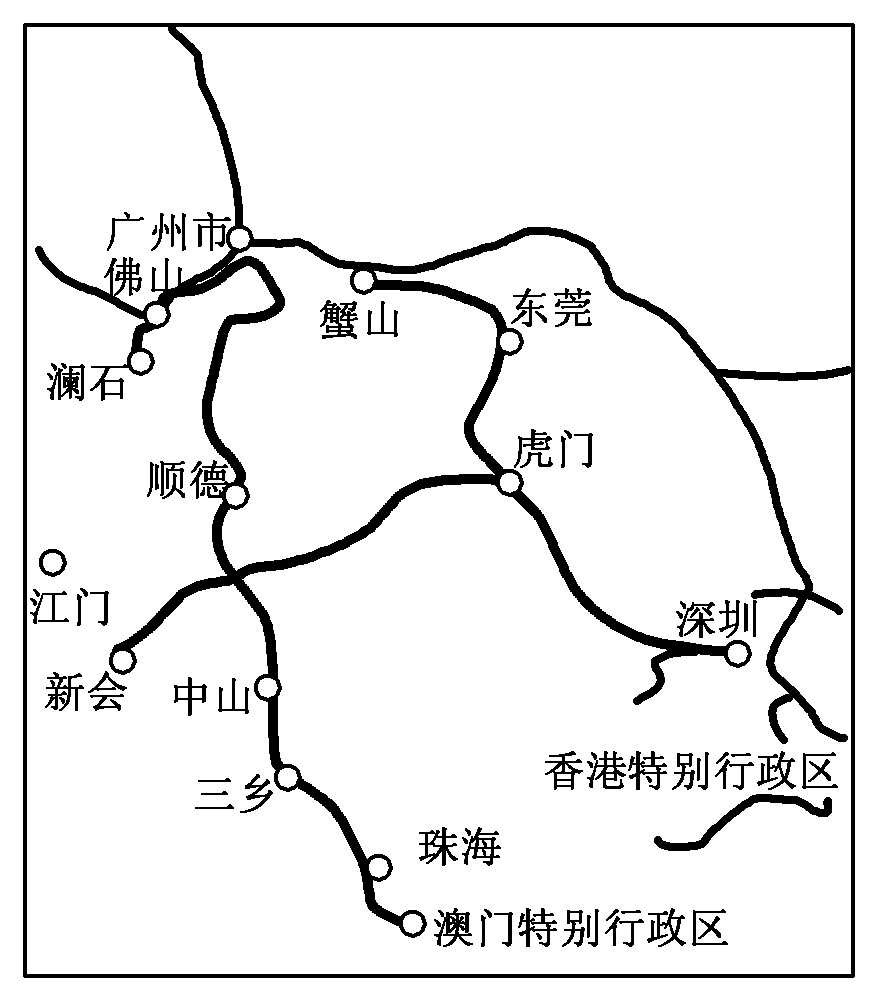 广州市
佛山
蟹山
东莞
澜石
虎门
顺德
江门
深圳
新会
中山
香港特别行政区
三乡
珠海
澳门特别行政区